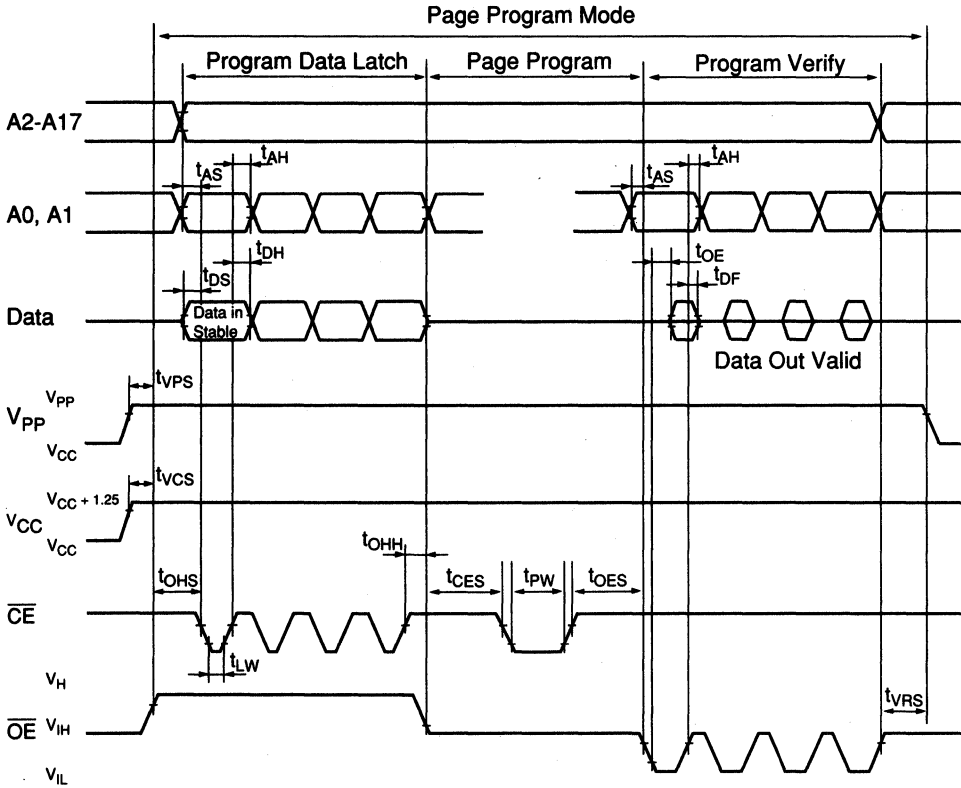 Page Program Mode
Program Data Latch Page Program Program Verify
A2-A17
tAH tAH
tAS tAS
A0, A1
tDH tOE
tDS tDF
Data Data in Stable
Data Out Valid
tVPS
VPP
VPP
VCC
tVCS
VCC + 1.25
VCC
VCC
tOHH
tOHS tCES tPW tOES
CE
tLW
VH
tVRS
OE VIH
VIL